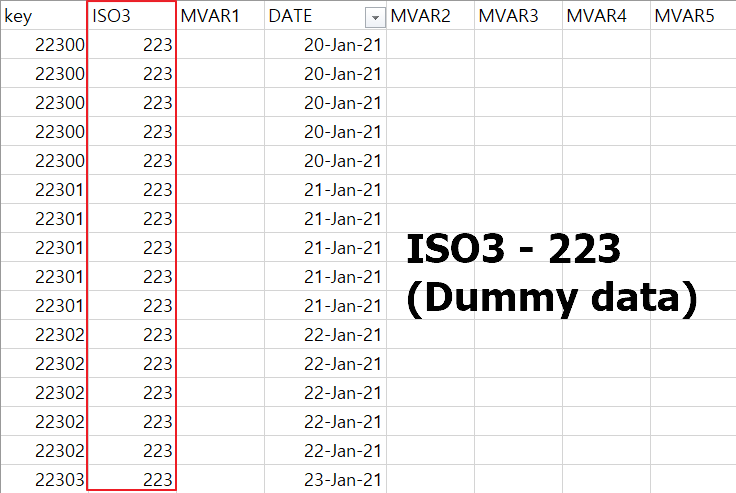 key ISO3 MVAR1 DATE MVAR2 MVAR3 MVAR4 MVAR5
22300 223 20-Jan-21
22300 223 20-Jan-21
22300 223 20-Jan-21
22300 223 20-Jan-21
22300 223 20-Jan-21
22301 223 21-Jan-21
22301 223 21-Jan-21
22301 223 21-Jan-21
22301 223 21-Jan-21
22301 223 21-Jan-21
22302 223 22-Jan-21
22302 223 22-Jan-21
22302 223 22-Jan-21
22302 223 22-Jan-21
22302 223 22-Jan-21
22303 223 23-Jan-21
ISO3 - 223
(Dummy data)